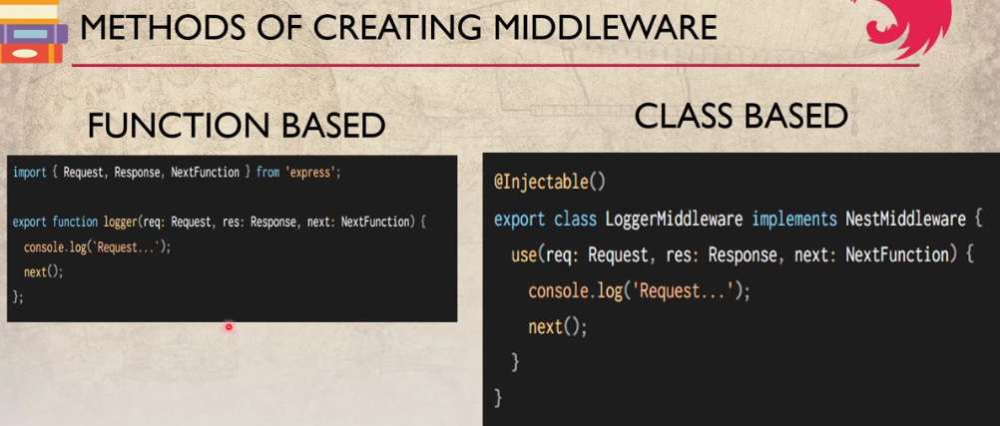 METHODS OF CREATING MIDDLEWARE
FUNCTION BASED
import { Request, Response, NextFunction } from 'express';
export function logger(req: Request, res: Response, next: NextFunction) {
console.log(`Request...`);
next();
};
CLASS BASED
@Injectable()
export class LoggerMiddleware implements NestMiddleware {
use(req: Request, res: Response, next: NextFunction) {
console.log('Request...');
next();
}
}